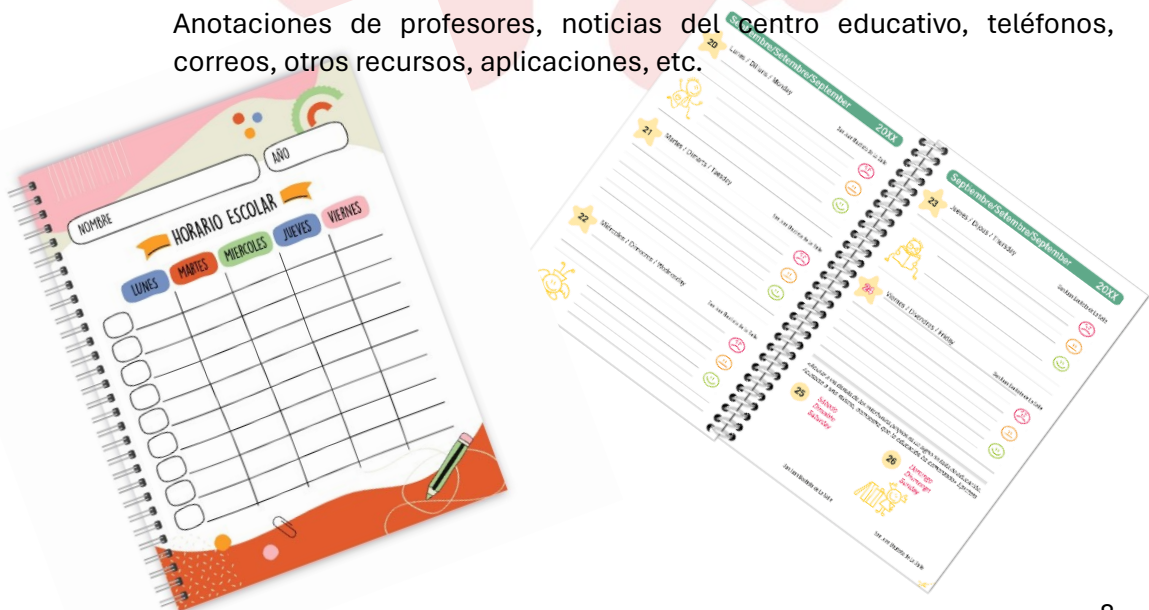 Anotaciones de profesores, noticias del centro educativo, teléfonos,
correos, otros recursos, aplicaciones, etc.
NOMBRE
AÑO
HORARIO ESCOLAR
LUNES
MARTES
MIERCOLES
JUEVES
VIERNES
Septiembre/Setembre/September
20XX
20
Lunes / Dilluns / Monday
21
Martes / Dimarts / Tuesday
22
Miércoles / Dimecres / Wednesday
Septiembre/Setembre/September
20XX
23
Jueves / Dijous / Thursday
Viernes / Divendres / Friday
25
Sábado
Dissabte
Saturday
26
Domingo
Diumenge
Sunday